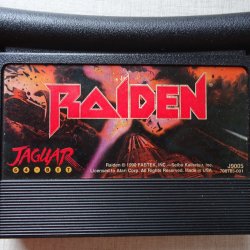 RAIDEN
JAGUAR
64-BIT
Raiden © 1990 FABTEK, INC.—Seibu Kaihatsu, Inc.
Licensed to Atari Corp. All Rights Reserved. Made in USA.
J9005